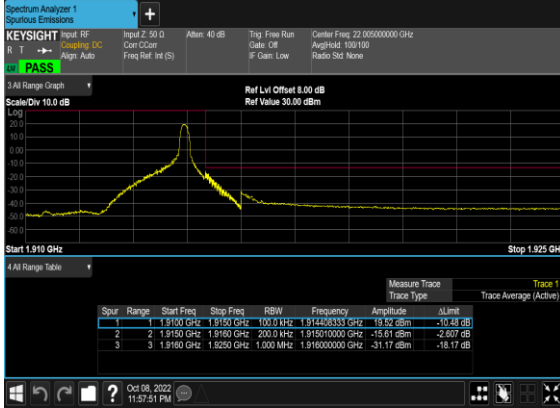 Spectrum Analyzer 1
Spurious Emissions
+
KEYSIGHT Input: RF Input Z: 50 Ω Atten: 40 dB Trig: Free Run Center Freq: 22.005000000 GHz
R T Coupling: DC Corr CCorr Gate: Off Avg|Hold: 100/100
Align: Auto Freq Ref: Int (S) IF Gain: Low Radio Std: None
PASS
3 All Range Graph
Ref Lvl Offset 8.00 dB
Scale/Div 10.0 dB Ref Value 30.00 dBm
Log
20.0
10.0
0.00
-10.0
-20.0
-30.0
-40.0
-50.0
-60.0
Start 1.910 GHz Stop 1.925 GH
4 All Range Table
Measure Trace Trace 1
Trace Type Trace Average (Active)
Spur Range Start Freq Stop Freq RBW Frequency Amplitude ΔLimit
1 1 1.9100 GHz 1.9150 GHz 100.0 kHz 1.914408333 GHz 19.52 dBm -10.48 dB
2 2 1.9150 GHz 1.9160 GHz 200.0 kHz 1.915010000 GHz -15.61 dBm -2.607 dB
3 3 1.9160 GHz 1.9250 GHz 1.000 MHz 1.916000000 GHz -31.17 dBm -18.17 dB
?
Oct 08, 2022
11:57:51 PM